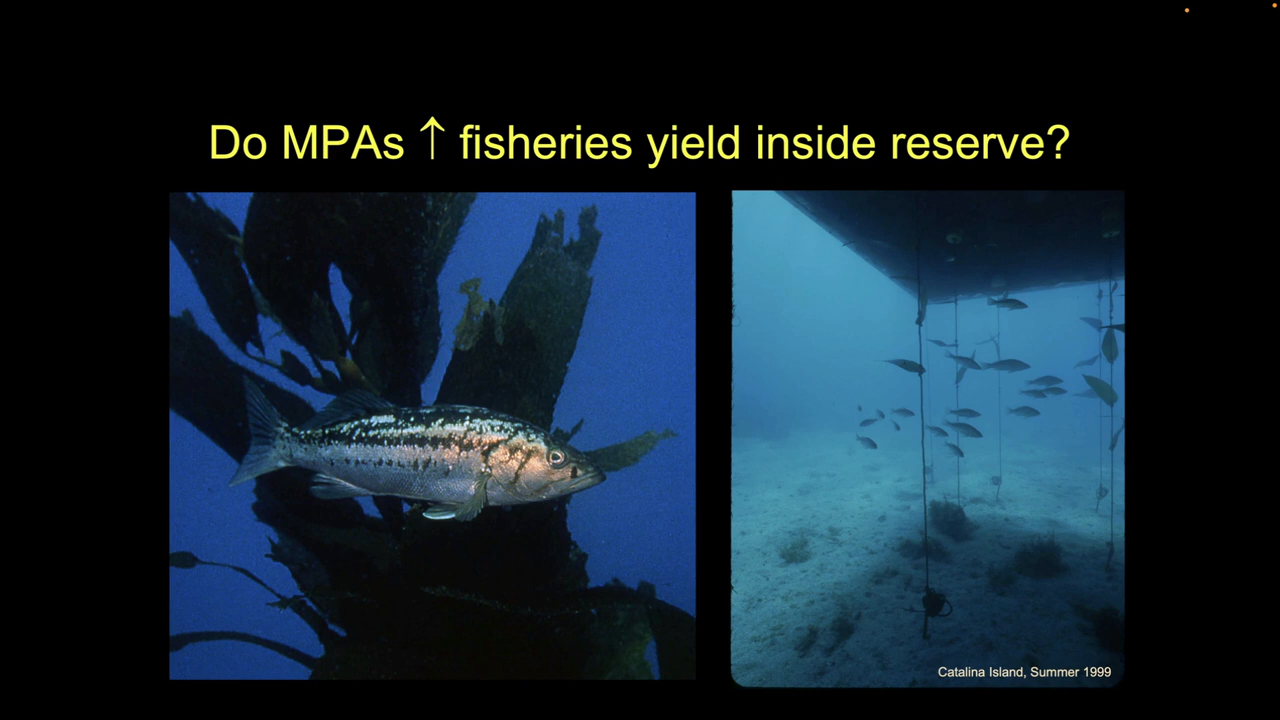 Do MPAs ↑ fisheries yield inside reserve?
Catalina Island, Summer 1999